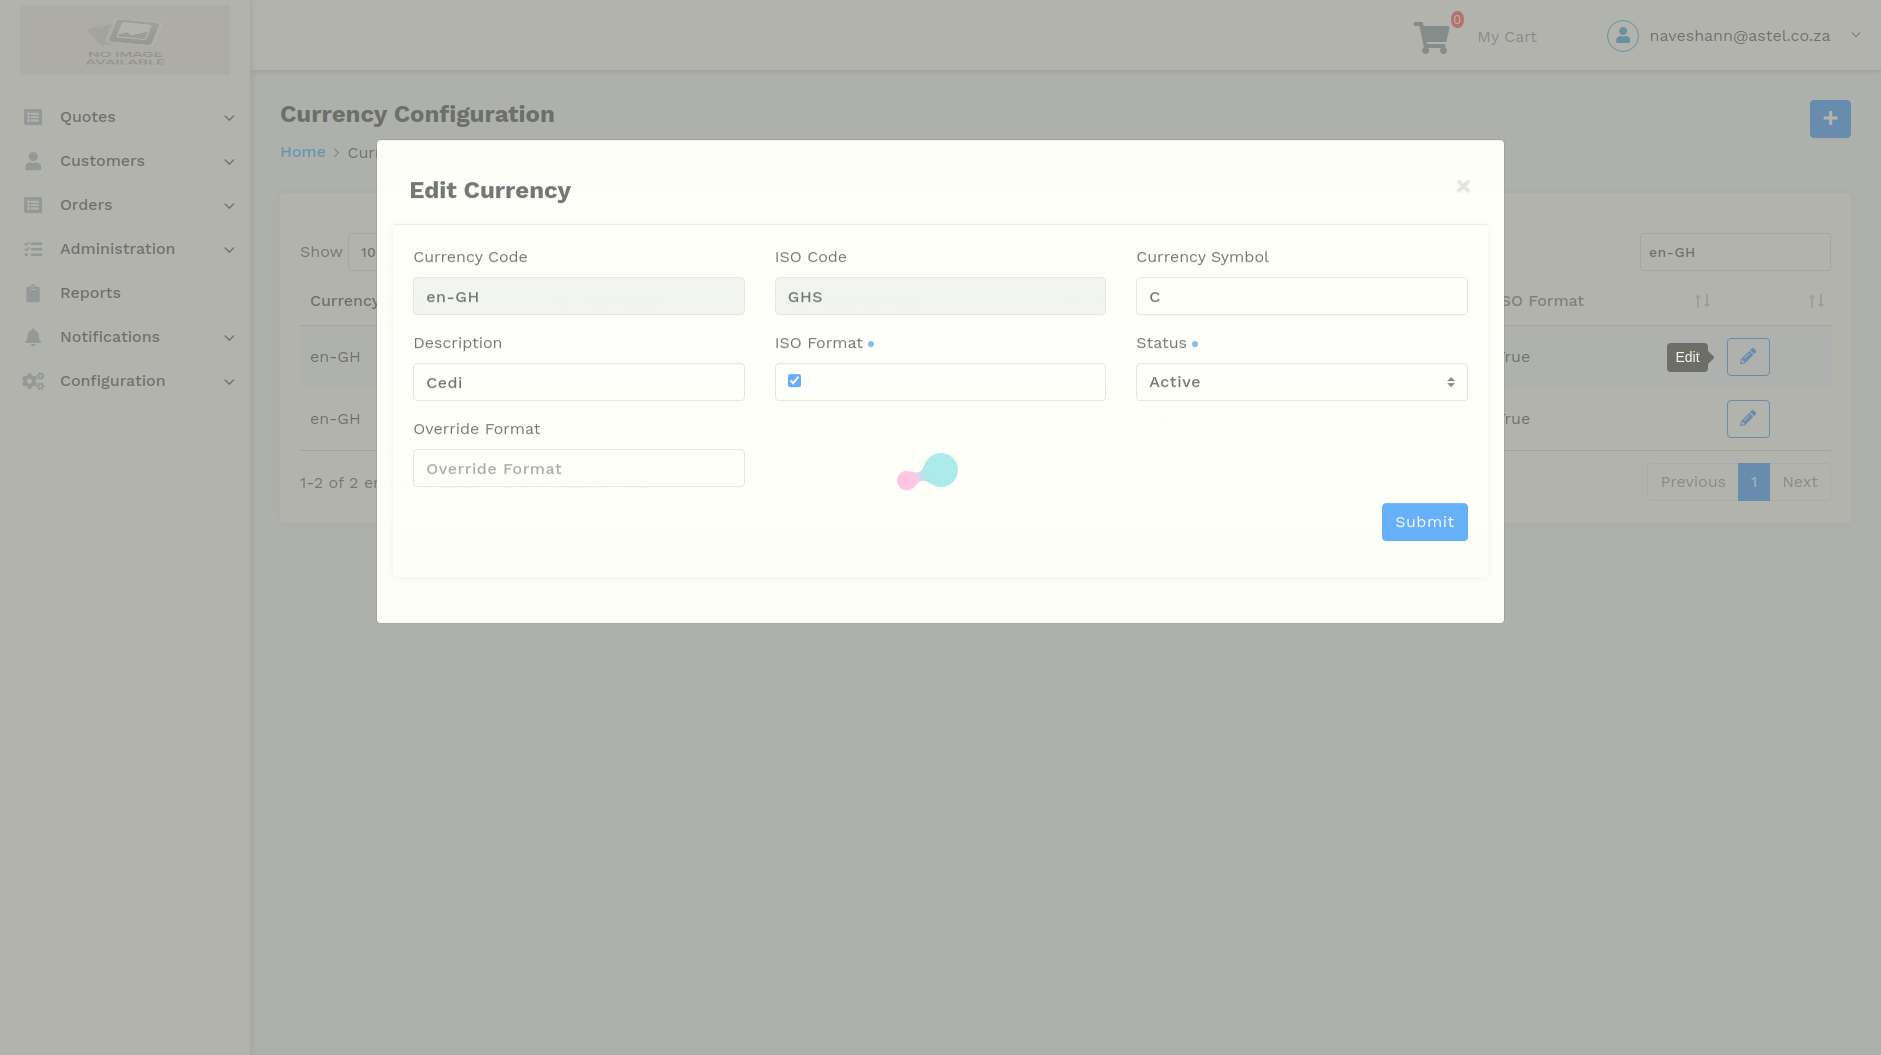 NO IMAGE
AVAILABLE
0
My Cart
naveshann@astel.co.za
Quotes
Customers
Orders
Administration
Reports
Notifications
Configuration
Currency Configuration
Home > Curr
Edit Currency
×
Show 10
en-GH
Currency
SO Format
en-GH
rue
Edit
en-GH
rue
1-2 of 2 en
Previous 1 Next
Currency Code
ISO Code
Currency Symbol
en-GH
GHS
C
Description
ISO Format
Status
Cedi
Active
Override Format
Override Format
Submit